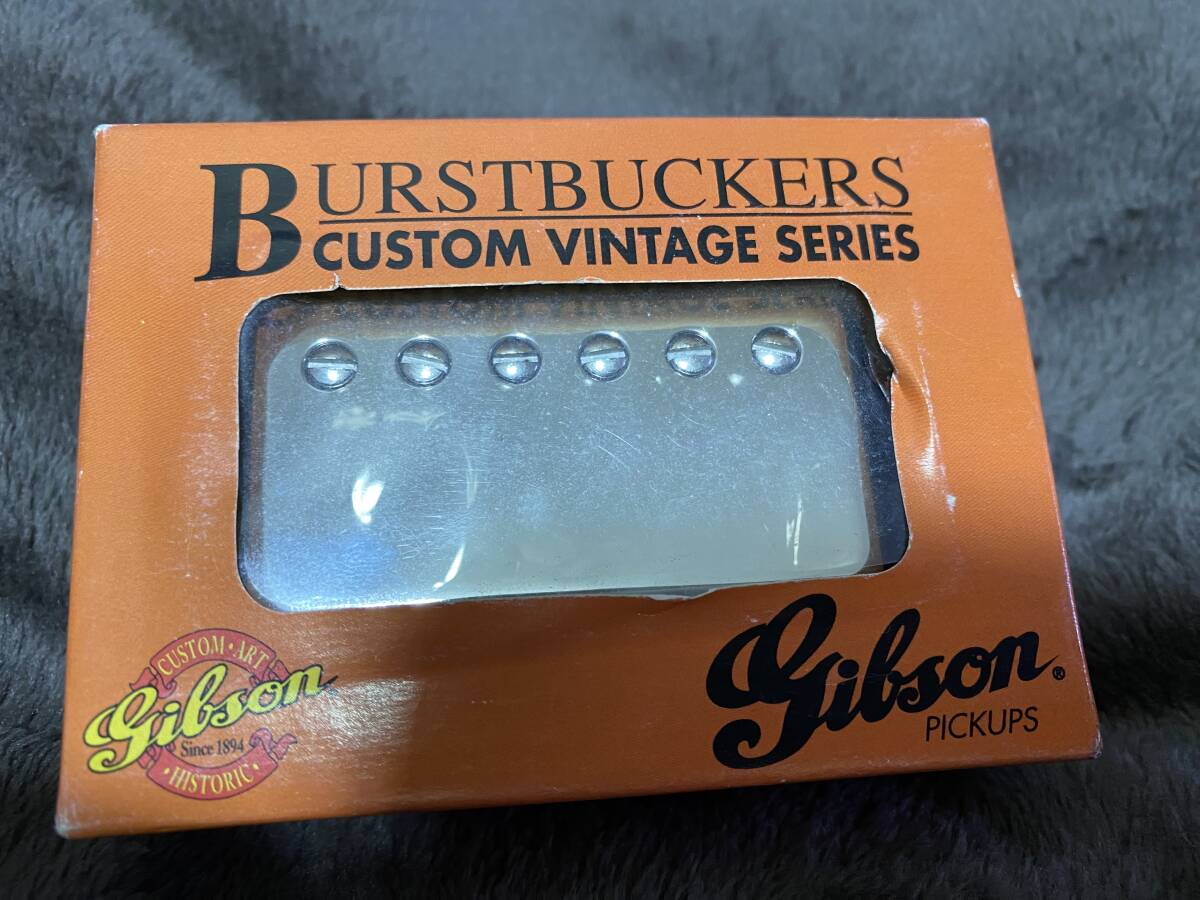 BURSTBUCKERS
CUSTOM VINTAGE SERIES
CUSTOM·ART
Gibson
Since 1894
·HISTORIC·
Gibson®
PICKUPS